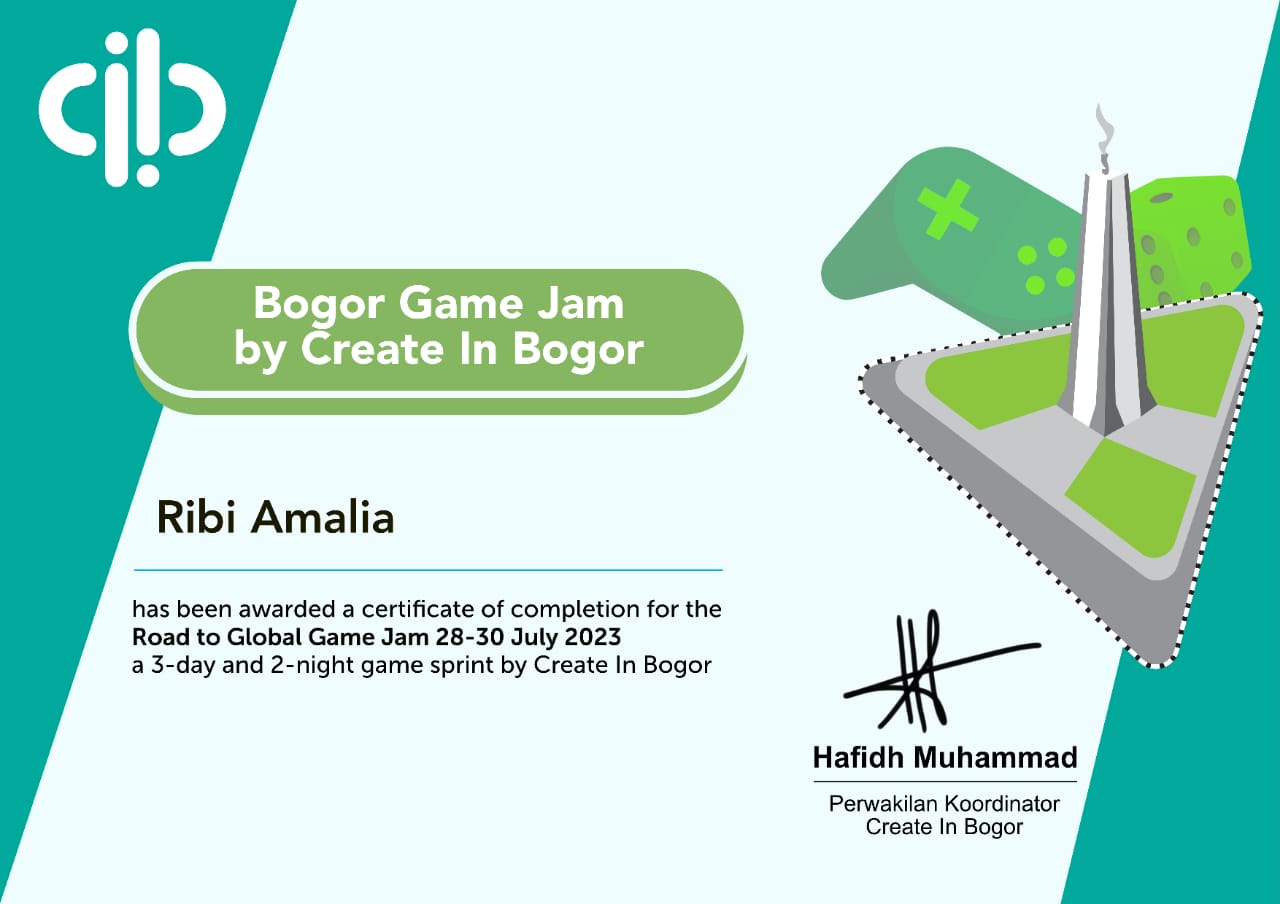 Bogor Game Jam
by Create In Bogor
Ribi Amalia
has been awarded a certificate of completion for the
Road to Global Game Jam 28-30 July 2023
a 3-day and 2-night game sprint by Create In Bogor
Hafidh Muhammad
Perwakilan Koordinator
Create In Bogor